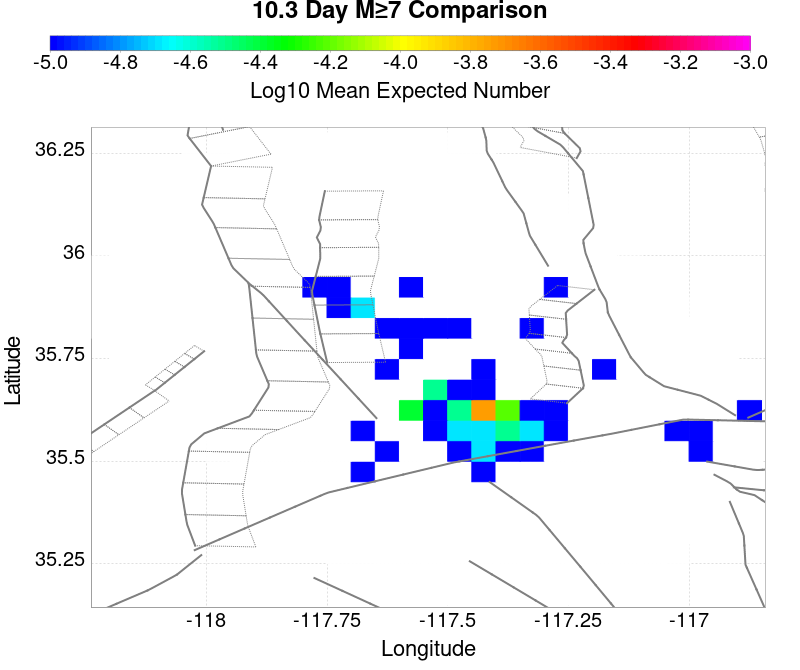 10.3 Day M≥7 Comparison
-5.0 -4.8 -4.6 -4.4 -4.2 -4.0 -3.8 -3.6 -3.4 -3.2 -3.0
Log10 Mean Expected Number
36.25
36
35.75
35.5
35.25
Latitude
-118 -117.75 -117.5 -117.25 -117
Longitude